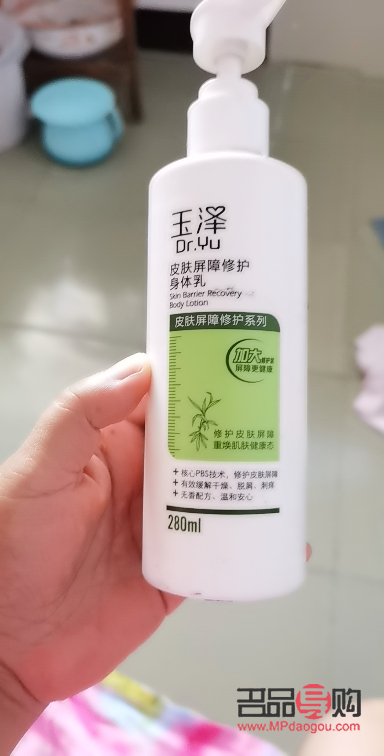 玉泽
Dr.Yu
皮肤屏障修护
身体乳
Skin Barrier Recovery
Body Lotion
皮肤屏障修护系列
加大
屏障更健康
修护皮肤屏障
重焕肌肤健康态
+ 核心PBS技术，修护皮肤屏障
+ 有效缓解干燥、脱屑、刺痒
+ 无香配方、温和安心
280ml
名品导购
www.MPdaogou.com